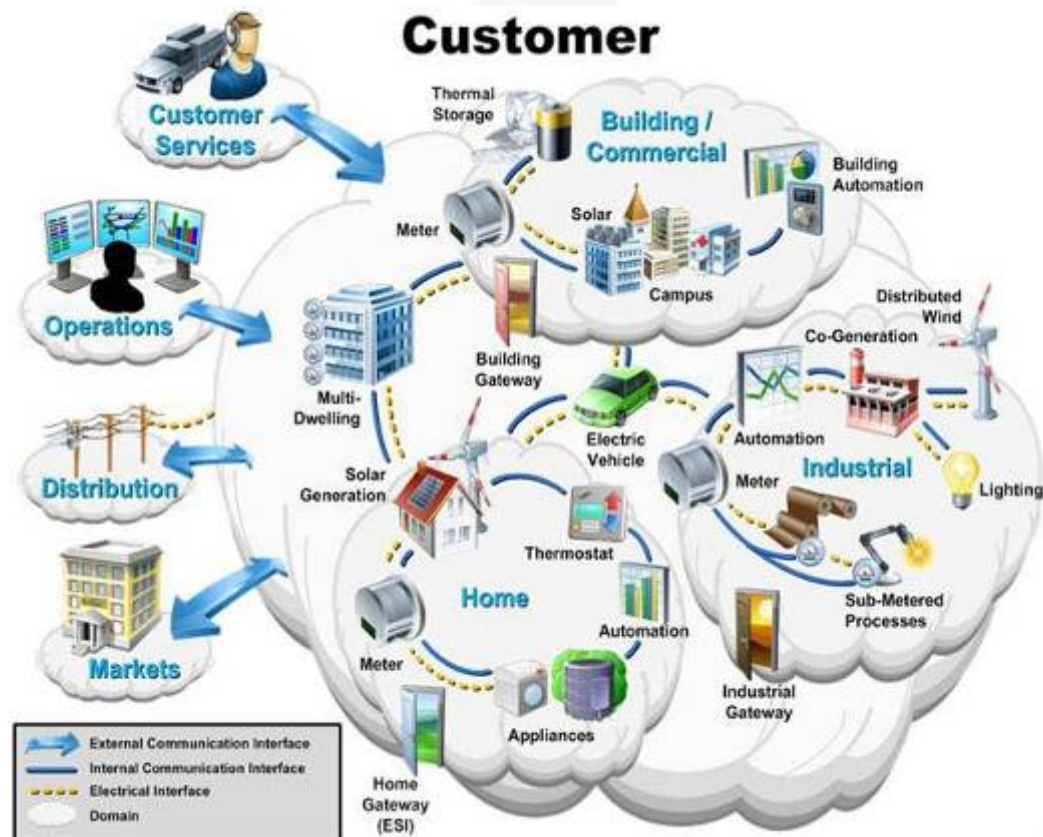 Customer
Customer
Services
Operations
Distribution
Markets
Thermal
Storage
Building /
Commercial
Building
Automation
Meter
Solar
Campus
Building
Gateway
Multi-
Dwelling
Distributed
Wind
Co-Generation
Automation
Electric
Vehicle
Industrial
Meter
Lighting
Sub-Metered
Processes
Industrial
Gateway
Solar
Generation
Thermostat
Home
Automation
Meter
Appliances
Home
Gateway
(ESI)
External Communication Interface
Internal Communication Interface
Electrical Interface
Domain